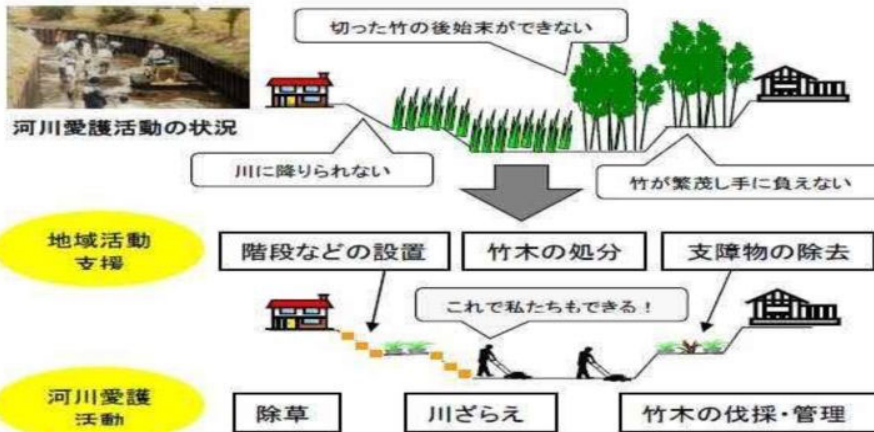 切った竹の後始末ができない
河川愛護活動の状況
川に降りられない
竹が繁茂し手に負えない
地域活動
支援
階段などの設置
竹木の処分
支障物の除去
これで私たちもできる！
河川愛護
活動
除草
川ざらえ
竹木の伐採・管理